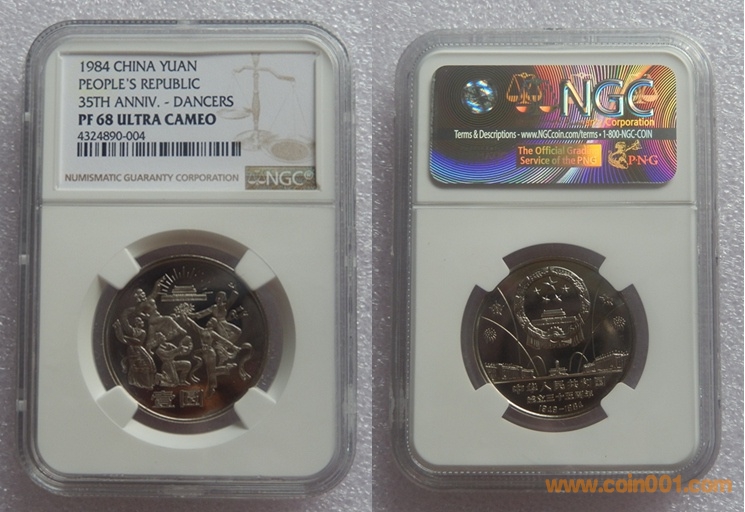 1984 CHINA YUAN
PEOPLE'S REPUBLIC
35TH ANNIV. - DANCERS
PF 68 ULTRA CAMEO
4324890-004
NUMISMATIC GUARANTY CORPORATION
NGC
壹圆
NGC
Corporation
Terms & Descriptions - www.NGCcoin.com/terms • 1-800-NGC-COIN
The Official Grading
Service of the PNG
PNG
中华人民共和国
成立三十五周年
1949-1984
www.coin001.com